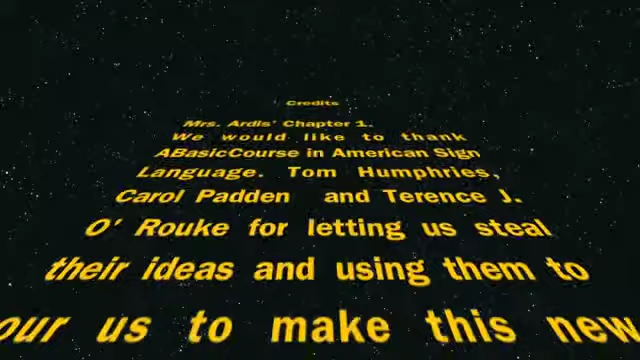 Credits
Mrs. Ardis' Chapter 1.
We would like to thank
ABasicCourse in American Sign
Language. Tom Humphries,
Carol Padden and Terence J.
O' Rouke for letting us steal
their ideas and using them to
our us to make this new